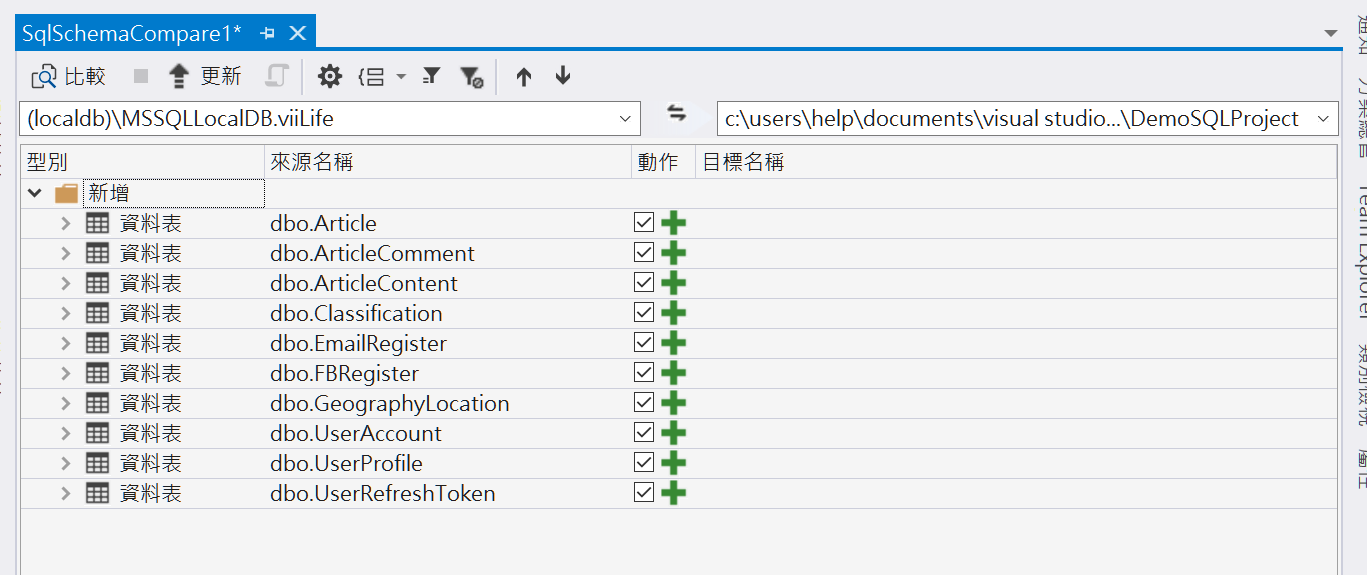 SqlSchemaCompare1*
比較 更新
(localdb)\MSSQLLocalDB.viiLife c:\users\help\documents\visual studio...\DemoSQLProject
型別 來源名稱 動作 目標名稱
新增
資料表 dbo.Article
資料表 dbo.ArticleComment
資料表 dbo.ArticleContent
資料表 dbo.Classification
資料表 dbo.EmailRegister
資料表 dbo.FBRegister
資料表 dbo.GeographyLocation
資料表 dbo.UserAccount
資料表 dbo.UserProfile
資料表 dbo.UserRefreshToken
Team Explorer